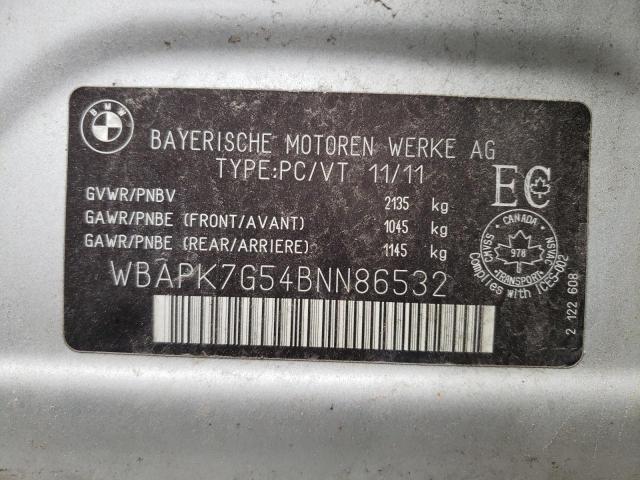 BMW
BAYERISCHE MOTOREN WERKE AG
TYPE:PC/VT 11/11
GVWR/PNBV 2135 kg
GAWR/PNBE (FRONT/AVANT) 1045 kg
GAWR/PNBE (REAR/ARRIERE) 1145 kg
WBAPK7G54BNN86532
EC
CANADA
978
TRANSPORT
CMVSS NSVAC
Complies with ICES-002
2 122 608